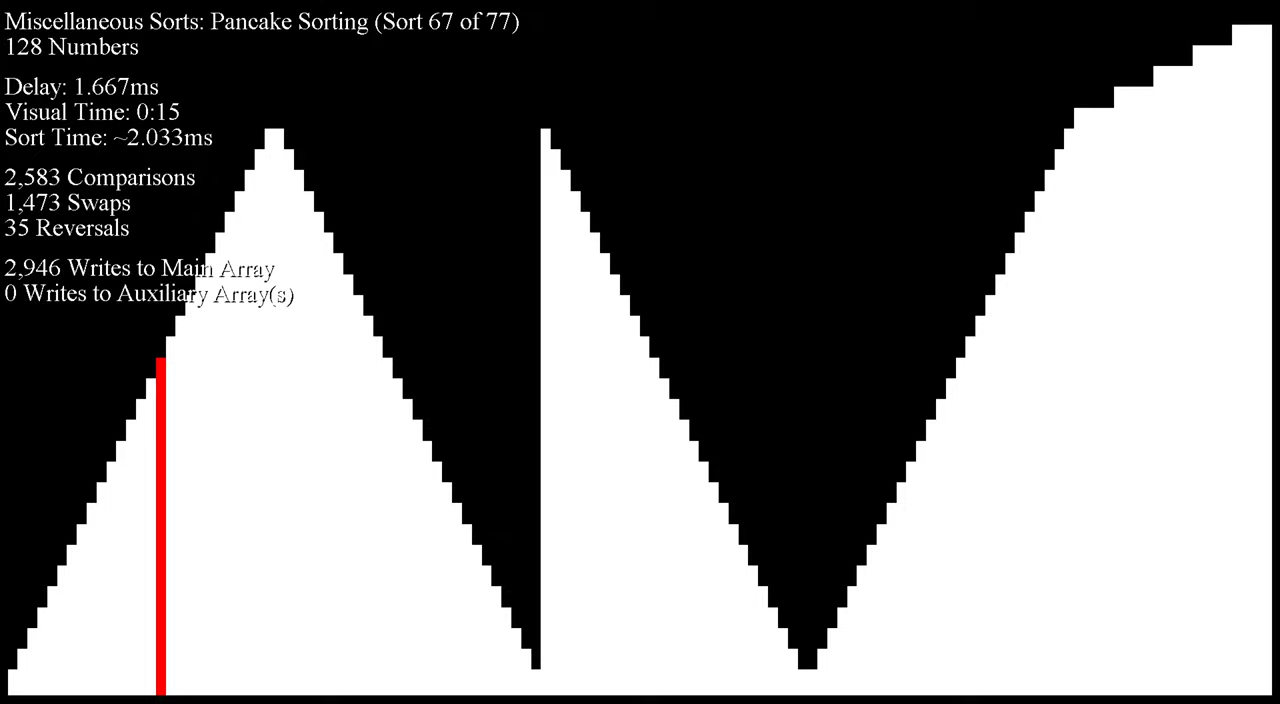 Miscellaneous Sorts: Pancake Sorting (Sort 67 of 77)
128 Numbers
Delay: 1.667ms
Visual Time: 0:15
Sort Time: ~2.033ms
2,583 Comparisons
1,473 Swaps
35 Reversals
2,946 Writes to Main Array
0 Writes to Auxiliary Array(s)